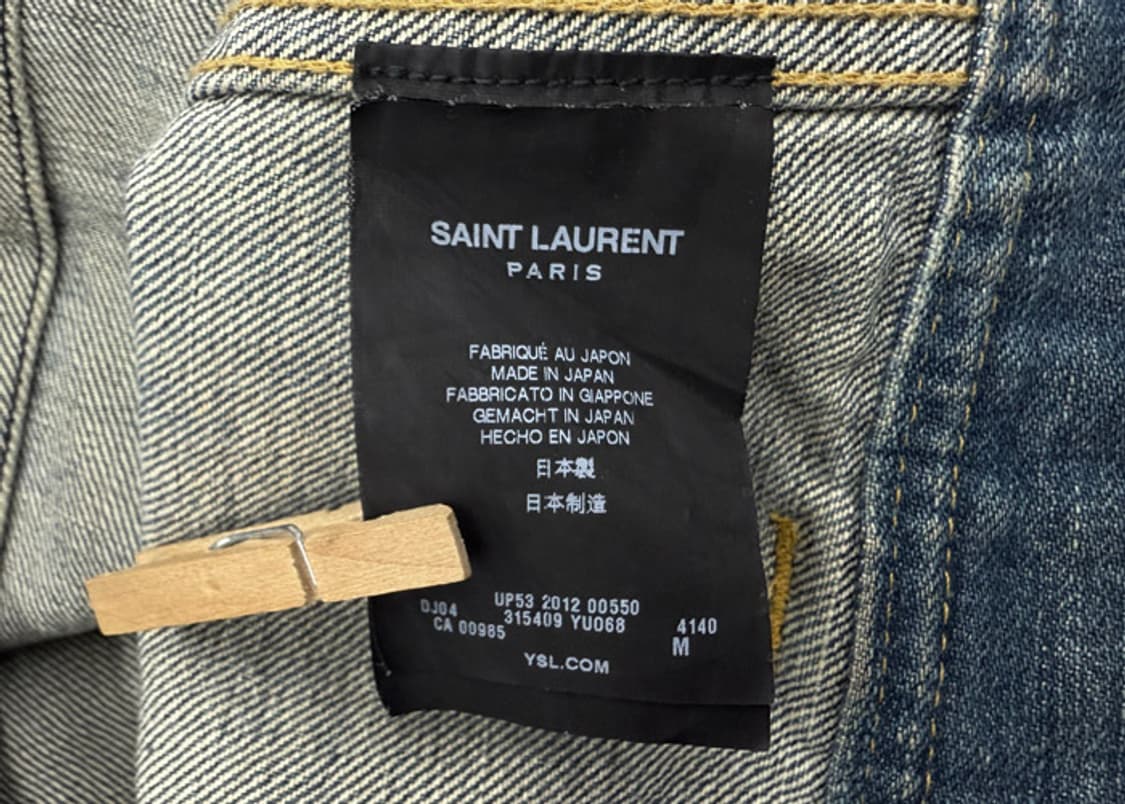 SAINT LAURENT
PARIS
FABRIQUÉ AU JAPON
MADE IN JAPAN
FABBRICATO IN GIAPPONE
GEMACHT IN JAPAN
HECHO EN JAPON
日本製
日本制造
UP53 2012 00550
DJ04 315409 YU068 4140
CA 00985 M
YSL.COM